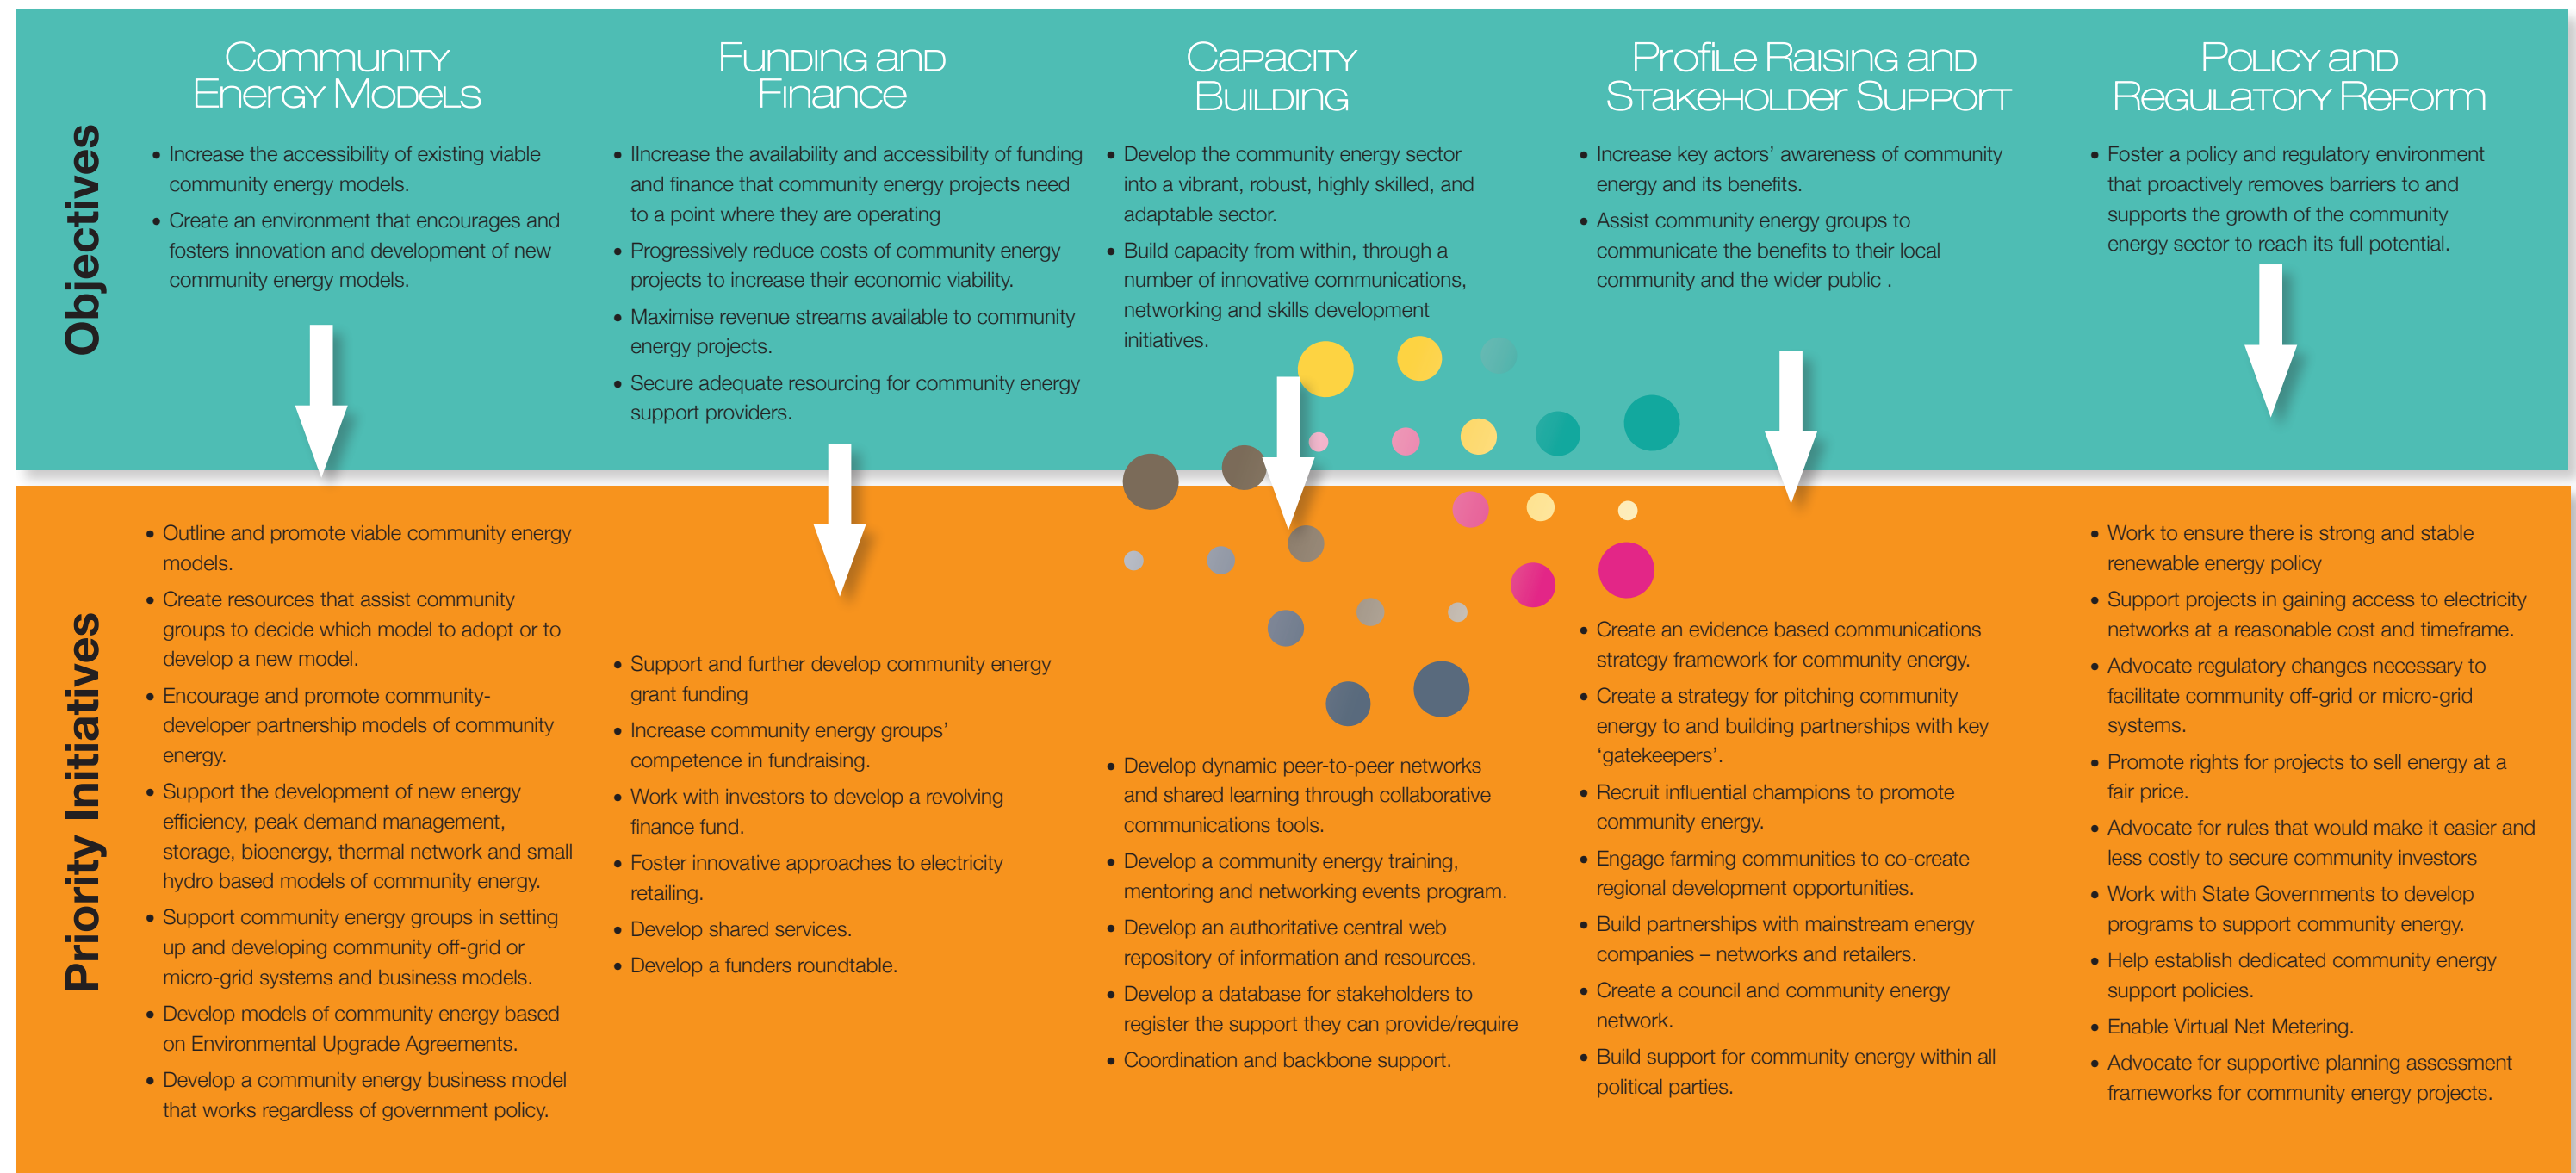 Objectives
Community
Energy Models
• Increase the accessibility of existing viable
community energy models.
• Create an environment that encourages and
fosters innovation and development of new
community energy models.
Funding and
Finance
• IIncrease the availability and accessibility of funding
and finance that community energy projects need
to a point where they are operating
• Progressively reduce costs of community energy
projects to increase their economic viability.
• Maximise revenue streams available to community
energy projects.
• Secure adequate resourcing for community energy
support providers.
Capacity
Building
• Develop the community energy sector
into a vibrant, robust, highly skilled, and
adaptable sector.
• Build capacity from within, through a
number of innovative communications,
networking and skills development
initiatives.
Profile Raising and
Stakeholder Support
• Increase key actors’ awareness of community
energy and its benefits.
• Assist community energy groups to
communicate the benefits to their local
community and the wider public .
Policy and
Regulatory Reform
• Foster a policy and regulatory environment
that proactively removes barriers to and
supports the growth of the community
energy sector to reach its full potential.
Priority Initiatives
• Outline and promote viable community energy
models.
• Create resources that assist community
groups to decide which model to adopt or to
develop a new model.
• Encourage and promote community-
developer partnership models of community
energy.
• Support the development of new energy
efficiency, peak demand management,
storage, bioenergy, thermal network and small
hydro based models of community energy.
• Support community energy groups in setting
up and developing community off-grid or
micro-grid systems and business models.
• Develop models of community energy based
on Environmental Upgrade Agreements.
• Develop a community energy business model
that works regardless of government policy.
• Support and further develop community energy
grant funding
• Increase community energy groups’
competence in fundraising.
• Work with investors to develop a revolving
finance fund.
• Foster innovative approaches to electricity
retailing.
• Develop shared services.
• Develop a funders roundtable.
• Develop dynamic peer-to-peer networks
and shared learning through collaborative
communications tools.
• Develop a community energy training,
mentoring and networking events program.
• Develop an authoritative central web
repository of information and resources.
• Develop a database for stakeholders to
register the support they can provide/require
• Coordination and backbone support.
• Create an evidence based communications
strategy framework for community energy.
• Create a strategy for pitching community
energy to and building partnerships with key
‘gatekeepers’.
• Recruit influential champions to promote
community energy.
• Engage farming communities to co-create
regional development opportunities.
• Build partnerships with mainstream energy
companies – networks and retailers.
• Create a council and community energy
network.
• Build support for community energy within all
political parties.
• Work to ensure there is strong and stable
renewable energy policy
• Support projects in gaining access to electricity
networks at a reasonable cost and timeframe.
• Advocate regulatory changes necessary to
facilitate community off-grid or micro-grid
systems.
• Promote rights for projects to sell energy at a
fair price.
• Advocate for rules that would make it easier and
less costly to secure community investors
• Work with State Governments to develop
programs to support community energy.
• Help establish dedicated community energy
support policies.
• Enable Virtual Net Metering.
• Advocate for supportive planning assessment
frameworks for community energy projects.